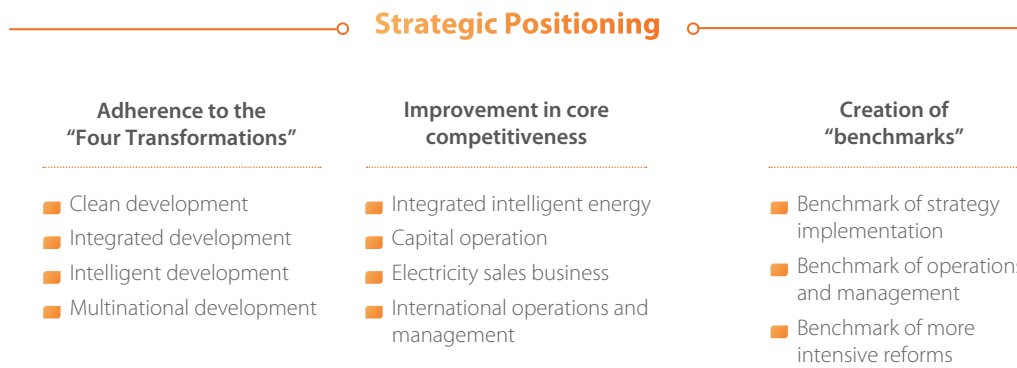 Strategic Positioning
Adherence to the
“Four Transformations”
Clean development
Integrated development
Intelligent development
Multinational development
Improvement in core
competitiveness
Integrated intelligent energy
Capital operation
Electricity sales business
International operations and
management
Creation of
“benchmarks”
Benchmark of strategy
implementation
Benchmark of operations
and management
Benchmark of more
intensive reforms